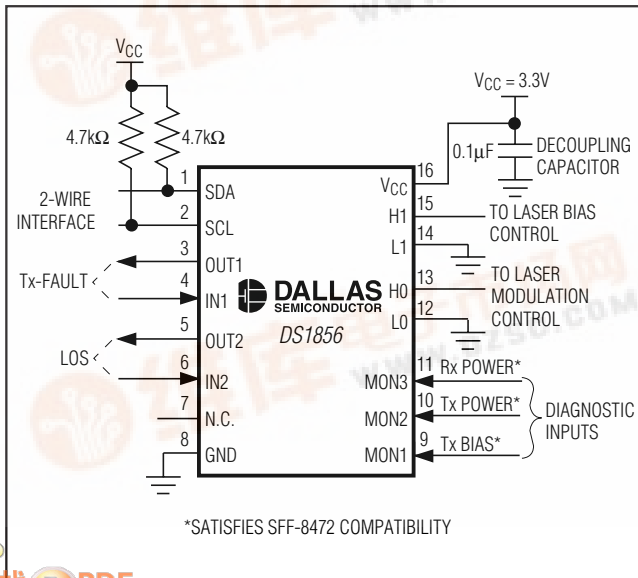 VCC
4.7kΩ
4.7kΩ
2-WIRE
INTERFACE
Tx-FAULT
LOS
1
2
3
4
5
6
7
8
SDA
SCL
OUT1
IN1
OUT2
IN2
N.C.
GND
DALLAS
SEMICONDUCTOR
DS1856
VCC
H1
L1
H0
L0
MON3
MON2
MON1
16
15
14
13
12
11
10
9
VCC = 3.3V
0.1µF
DECOUPLING
CAPACITOR
TO LASER BIAS
CONTROL
TO LASER
MODULATION
CONTROL
Rx POWER*
Tx POWER*
Tx BIAS*
DIAGNOSTIC
INPUTS
*SATISFIES SFF-8472 COMPATIBILITY